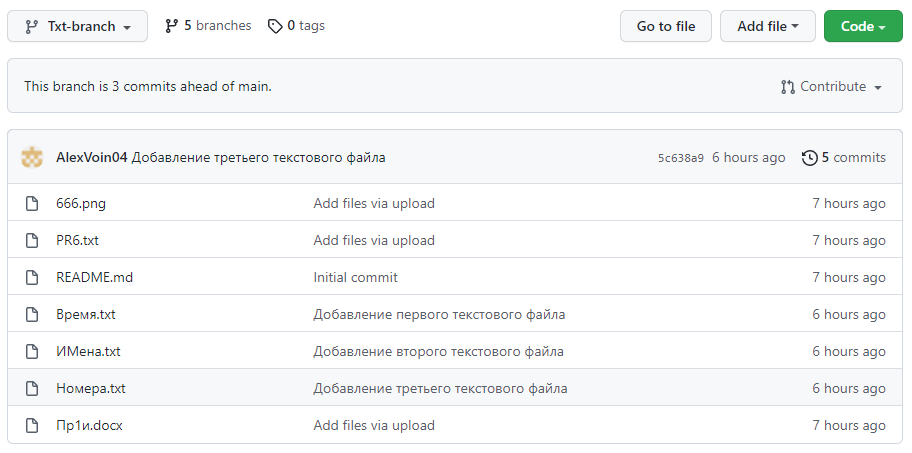 Txt-branch 5 branches 0 tags Go to file Add file Code
This branch is 3 commits ahead of main. Contribute
AlexVoin04 Добавление третьего текстового файла 5c638a9 6 hours ago 5 commits
666.png Add files via upload 7 hours ago
PR6.txt Add files via upload 7 hours ago
README.md Initial commit 7 hours ago
Время.txt Добавление первого текстового файла 6 hours ago
ИМена.txt Добавление второго текстового файла 6 hours ago
Номера.txt Добавление третьего текстового файла 6 hours ago
Пр1и.docx Add files via upload 7 hours ago